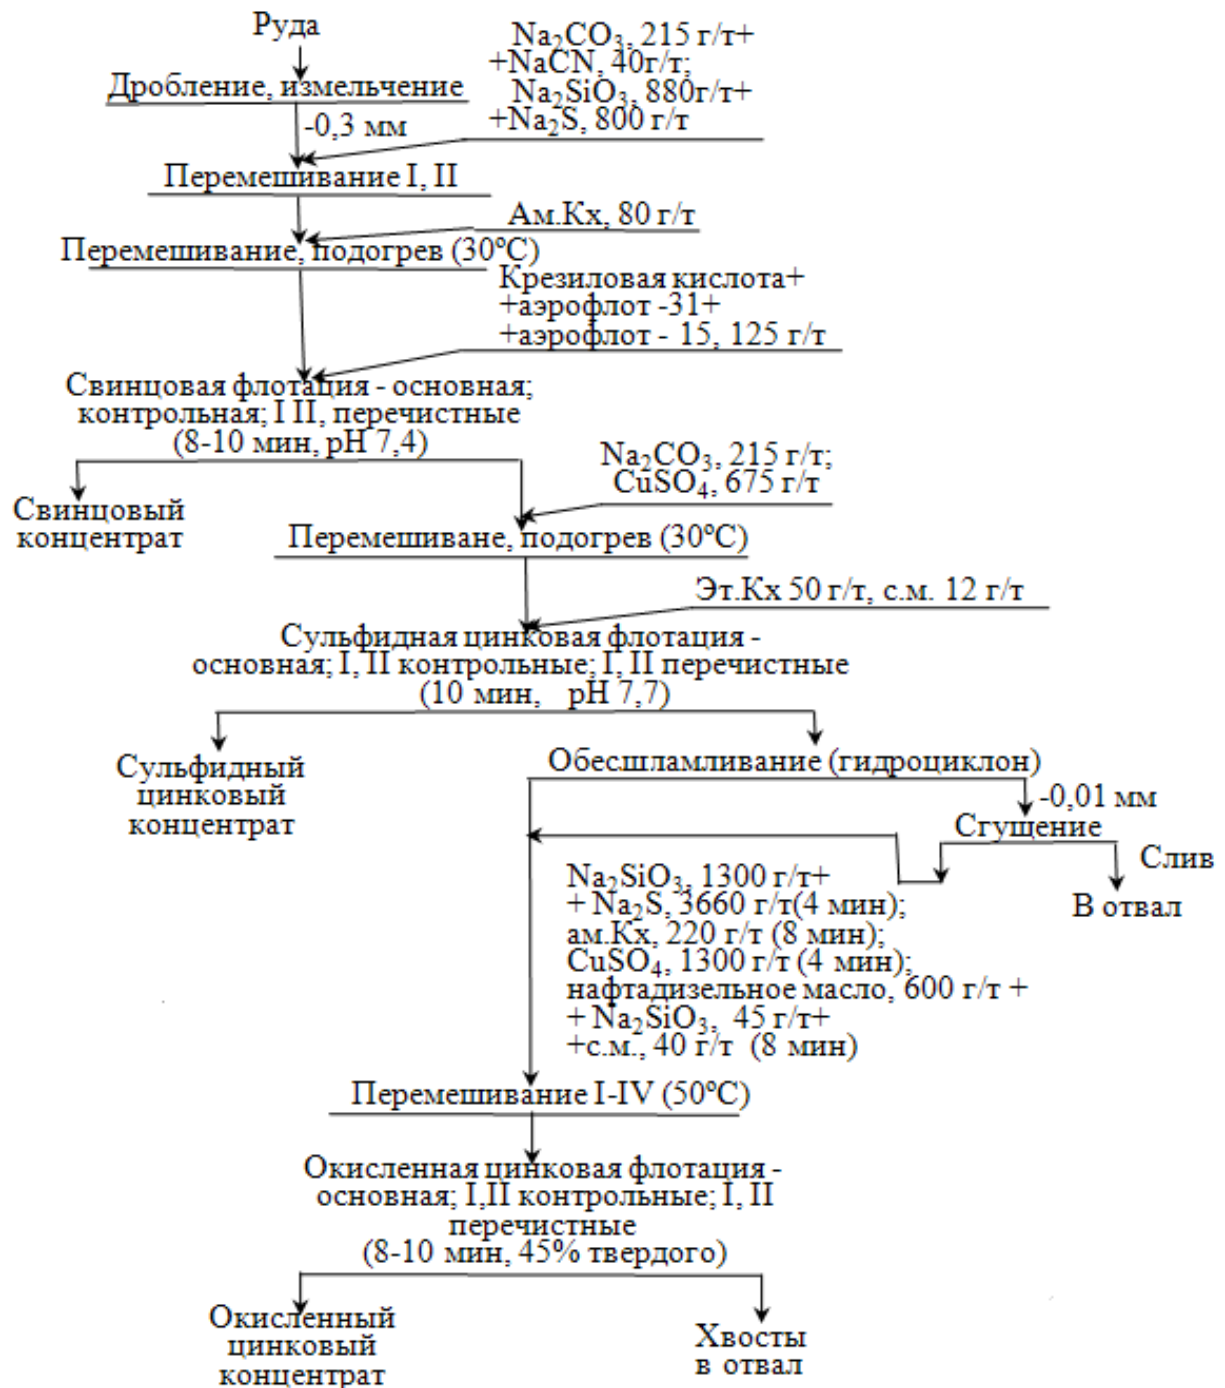 Руда
Na₂CO₃, 215 г/т+
+NaCN, 40г/т;
Na₂SiO₃, 880г/т+
+Na₂S, 800 г/т
Дробление, измельчение
-0,3 мм
Перемешивание I, II
Ам.Кх, 80 г/т
Перемешивание, подогрев (30ºС)
Крезиловая кислота+
+аэрофлот -31+
+аэрофлот - 15, 125 г/т
Свинцовая флотация - основная;
контрольная; I II, перечистные
(8-10 мин, pH 7,4)
Na₂CO₃, 215 г/т;
CuSO₄, 675 г/т
Свинцовый
концентрат
Перемешиване, подогрев (30ºС)
Эт.Кх 50 г/т, с.м. 12 г/т
Сульфидная цинковая флотация -
основная; I, II контрольные; I, II перечистные
(10 мин, pH 7,7)
Сульфидный
цинковый
концентрат
Обесшламливание (гидроциклон)
-0,01 мм
Сгущение
Слив
В отвал
Na₂SiO₃, 1300 г/т+
+ Na₂S, 3660 г/т(4 мин);
ам.Кх, 220 г/т (8 мин);
CuSO₄, 1300 г/т (4 мин);
нафтадизельное масло, 600 г/т +
+ Na₂SiO₃, 45 г/т+
+с.м., 40 г/т (8 мин)
Перемешивание I-IV (50ºС)
Окисленная цинковая флотация -
основная; I,II контрольные; I, II
перечистные
(8-10 мин, 45% твердого)
Окисленный
цинковый
концентрат
Хвосты
в отвал